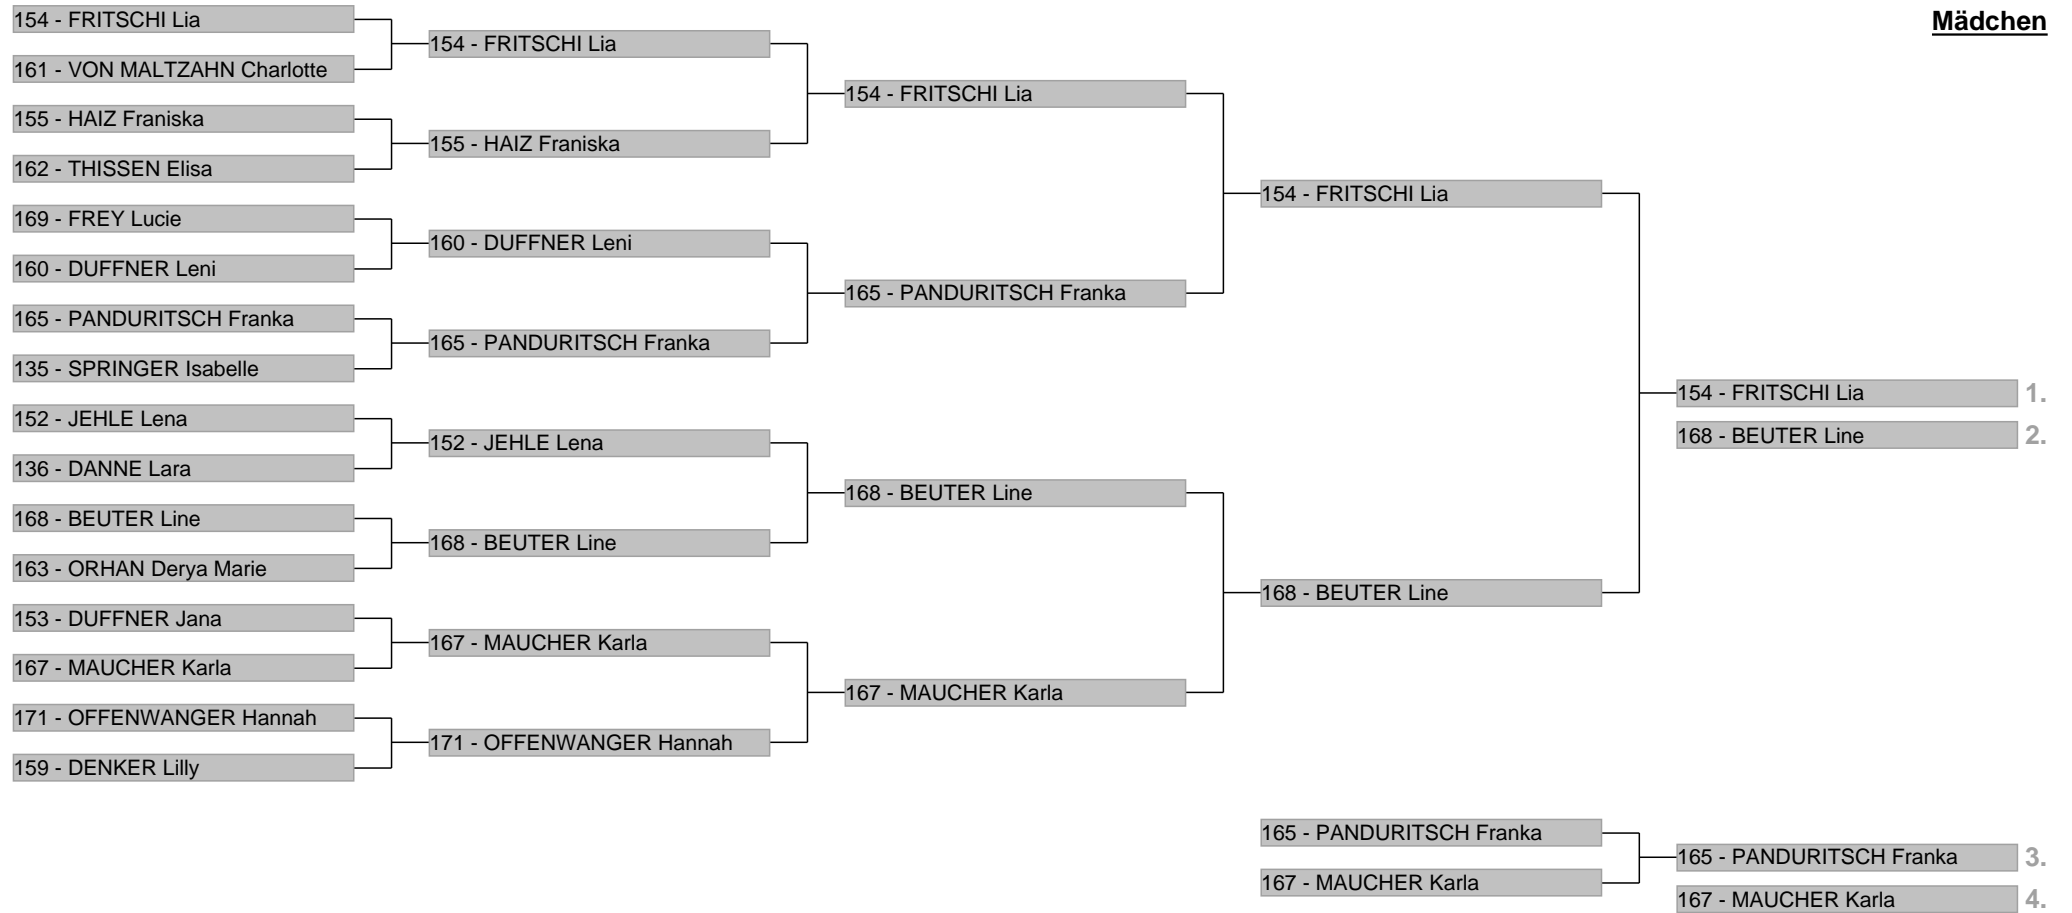 Mädchen
154 - FRITSCHI Lia
161 - VON MALTZAHN Charlotte
155 - HAIZ Franiska
162 - THISSEN Elisa
169 - FREY Lucie
160 - DUFFNER Leni
165 - PANDURITSCH Franka
135 - SPRINGER Isabelle
152 - JEHLE Lena
136 - DANNE Lara
168 - BEUTER Line
163 - ORHAN Derya Marie
153 - DUFFNER Jana
167 - MAUCHER Karla
171 - OFFENWANGER Hannah
159 - DENKER Lilly
154 - FRITSCHI Lia
155 - HAIZ Franiska
160 - DUFFNER Leni
165 - PANDURITSCH Franka
152 - JEHLE Lena
168 - BEUTER Line
167 - MAUCHER Karla
171 - OFFENWANGER Hannah
154 - FRITSCHI Lia
165 - PANDURITSCH Franka
168 - BEUTER Line
167 - MAUCHER Karla
154 - FRITSCHI Lia
168 - BEUTER Line
154 - FRITSCHI Lia 1.
168 - BEUTER Line 2.
165 - PANDURITSCH Franka
167 - MAUCHER Karla
165 - PANDURITSCH Franka 3.
167 - MAUCHER Karla 4.